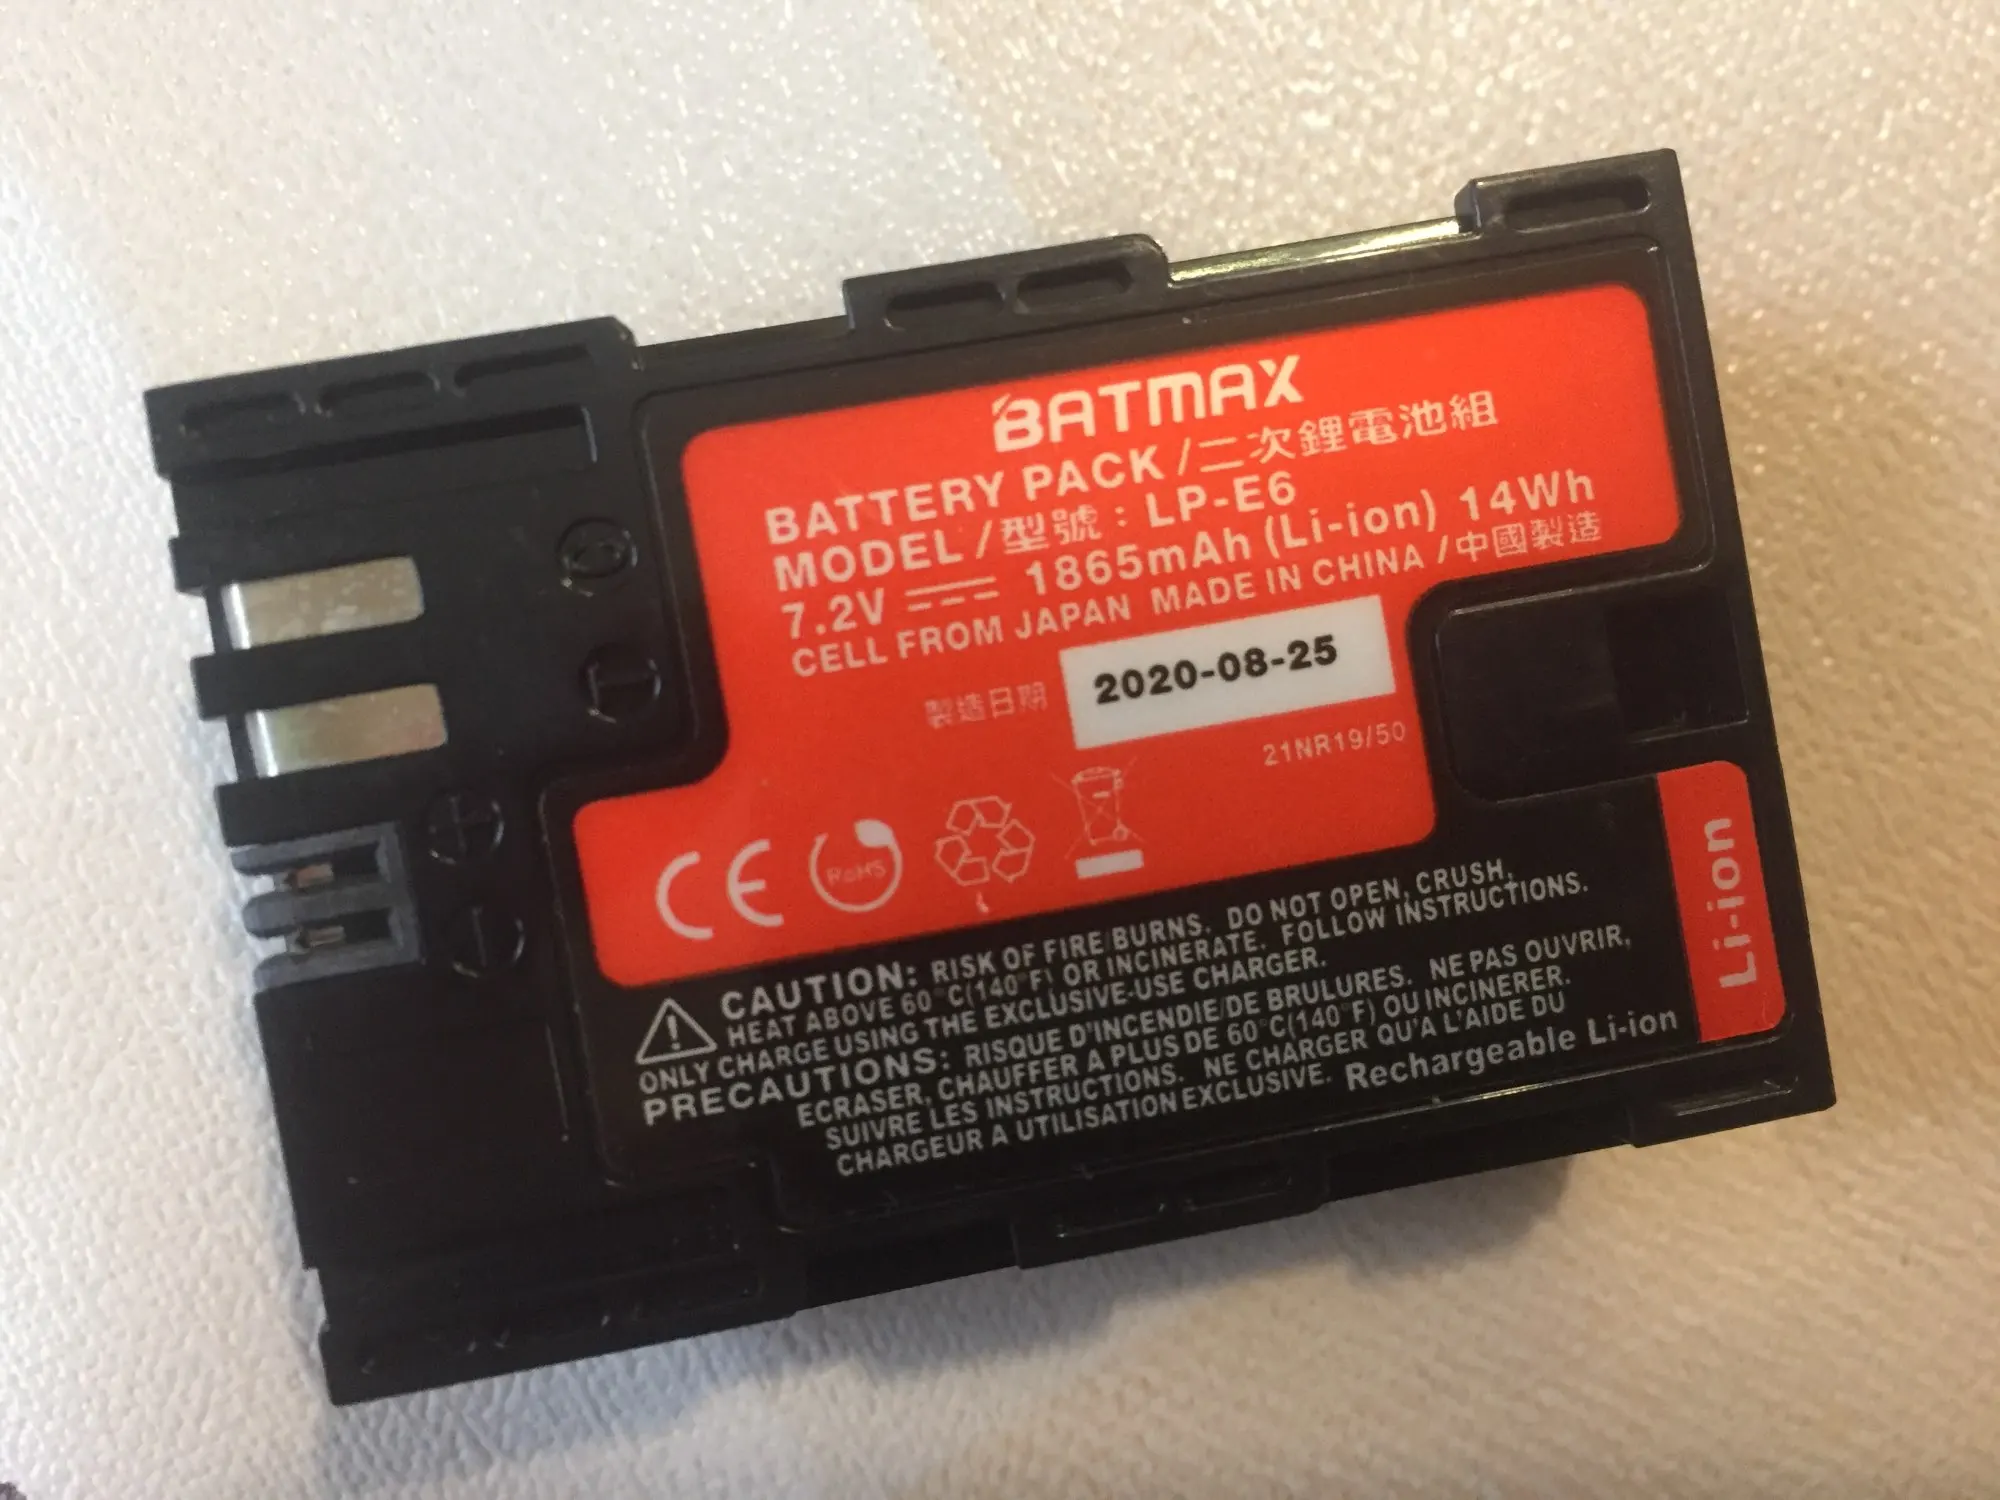 BATMAX
BATTERY PACK / 二次鋰電池組
MODEL / 型號 : LP-E6
7.2V 1865mAh (Li-ion) 14Wh
CELL FROM JAPAN MADE IN CHINA / 中國製造
製造日期 2020-08-25
21NR19/50
CE RoHS
Li-ion
CAUTION: RISK OF FIRE/BURNS. DO NOT OPEN, CRUSH,
HEAT ABOVE 60°C(140°F) OR INCINERATE. FOLLOW INSTRUCTIONS.
ONLY CHARGE USING THE EXCLUSIVE-USE CHARGER.
PRECAUTIONS: RISQUE D'INCENDIE/DE BRULURES. NE PAS OUVRIR,
ECRASER, CHAUFFER A PLUS DE 60°C(140°F) OU INCINERER.
SUIVRE LES INSTRUCTIONS. NE CHARGER QU'A L'AIDE DU
CHARGEUR A UTILISATION EXCLUSIVE. Rechargeable Li-ion